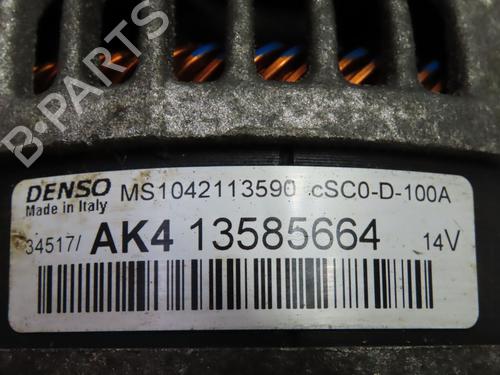 B-PARTS
DENSO MS1042113590 cSC0-D-100A
Made in Italy
34517/ AK4 13585664 14V